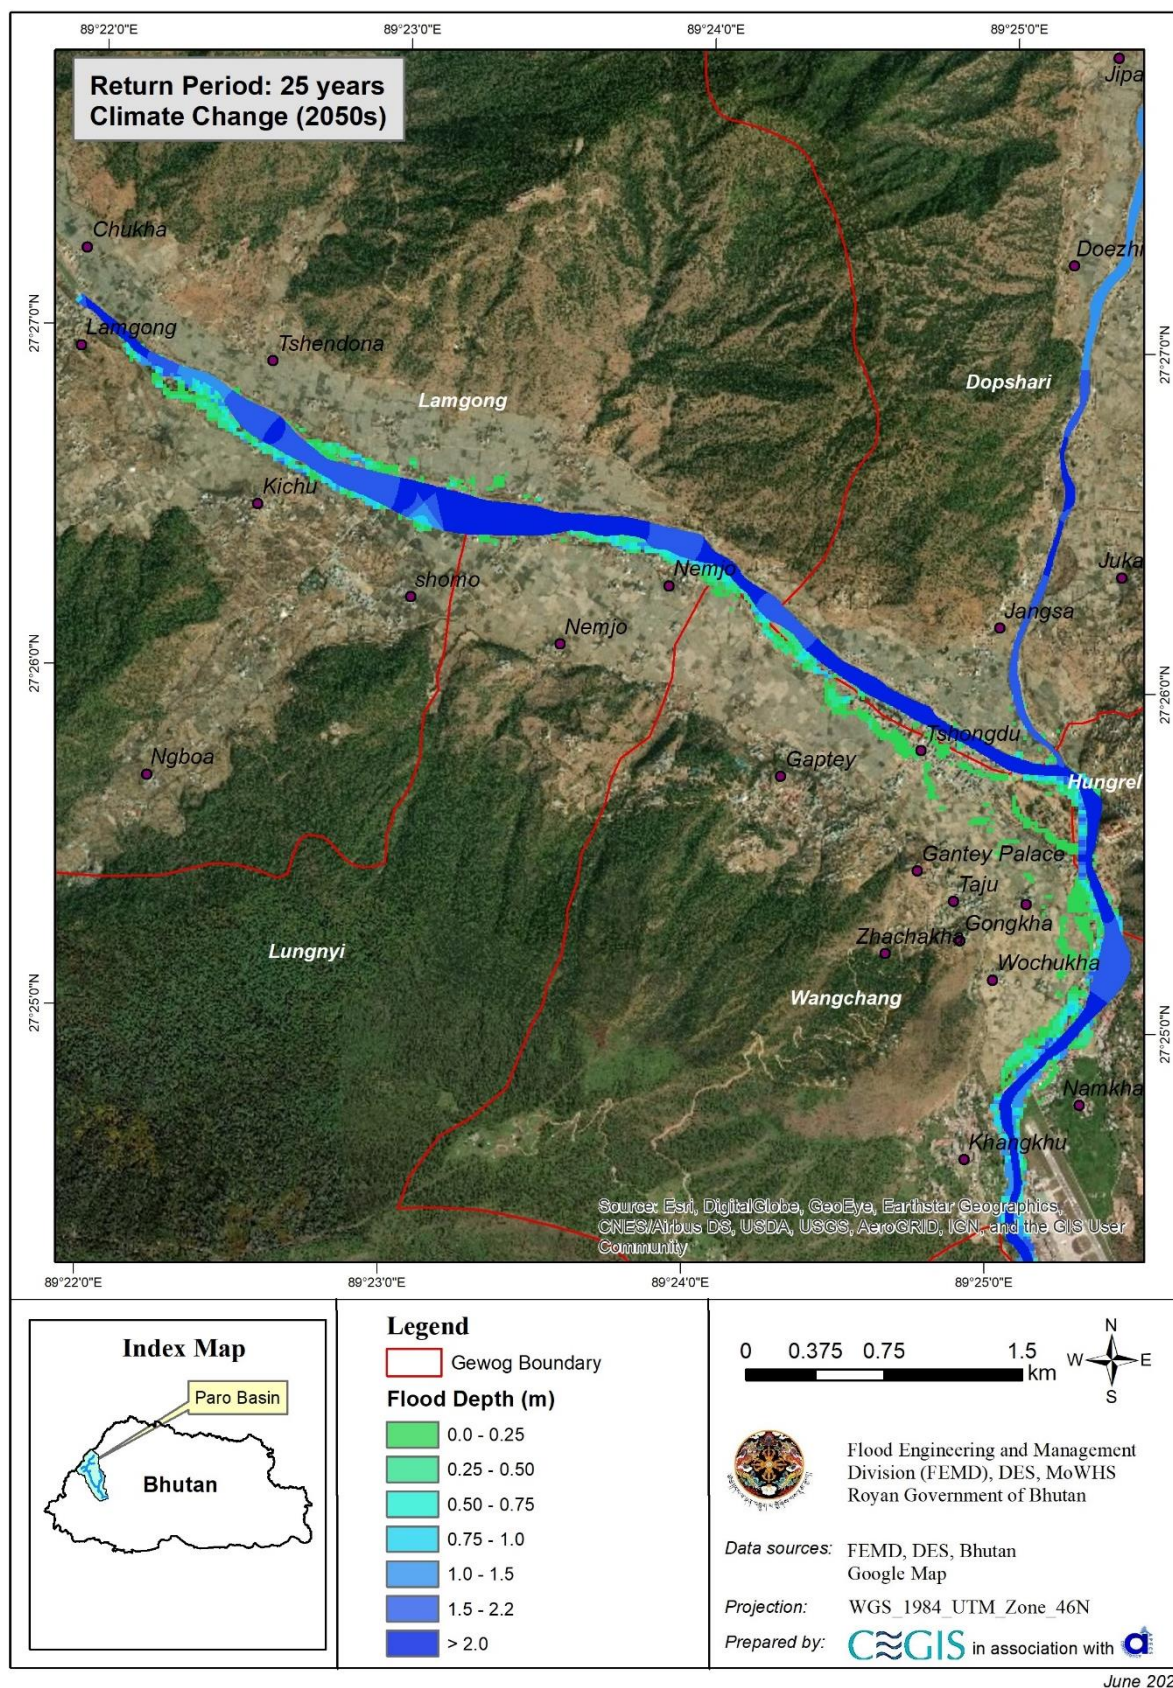 89°22'0"E
89°23'0"E
89°24'0"E
89°25'0"E
Return Period: 25 years
Climate Change (2050s)
Jipa
Chukha
Doezhi
27°27'0"N
27°27'0"N
Lamgong
Tshendona
Dopshari
Lamgong
Kichu
Juka
Nemjo
shomo
Jangsa
Nemjo
27°26'0"N
27°26'0"N
Tshongdu
Ngboa
Gaptey
Hungrel
Gantey Palace
Taju
Gongkha
Zhachakha
Lungnyi
Wochukha
Wangchang
27°25'0"N
27°25'0"N
Namkha
Khangkhu
Source: Esri, DigitalGlobe, GeoEye, Earthstar Geographics,
CNES/Airbus DS, USDA, USGS, AeroGRID, IGN, and the GIS User
Community
89°22'0"E
89°23'0"E
89°24'0"E
89°25'0"E
Index Map
Paro Basin
Bhutan
Legend
Gewog Boundary
Flood Depth (m)
0.0 - 0.25
0.25 - 0.50
0.50 - 0.75
0.75 - 1.0
1.0 - 1.5
1.5 - 2.2
> 2.0
0 0.375 0.75 1.5
km
N
W E
S
Flood Engineering and Management
Division (FEMD), DES, MoWHS
Royan Government of Bhutan
Data sources: FEMD, DES, Bhutan
Google Map
Projection: WGS_1984_UTM_Zone_46N
Prepared by: CEGIS in association with
June 202